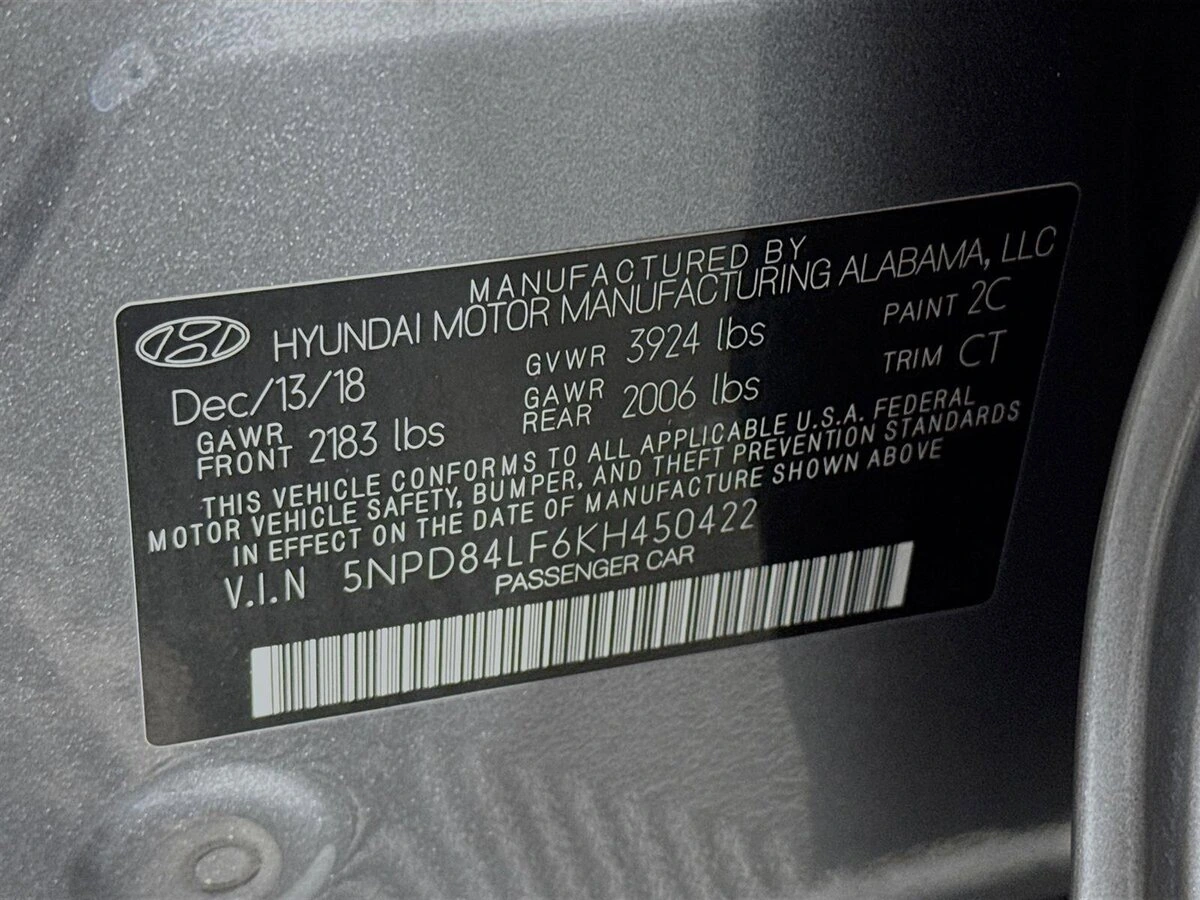 MANUFACTURED BY
HYUNDAI MOTOR MANUFACTURING ALABAMA, LLC
Dec/13/18 GVWR 3924 lbs PAINT 2C
GAWR FRONT 2183 lbs GAWR REAR 2006 lbs TRIM CT
THIS VEHICLE CONFORMS TO ALL APPLICABLE U.S.A. FEDERAL
MOTOR VEHICLE SAFETY, BUMPER, AND THEFT PREVENTION STANDARDS
IN EFFECT ON THE DATE OF MANUFACTURE SHOWN ABOVE
V.I.N 5NPD84LF6KH450422
PASSENGER CAR